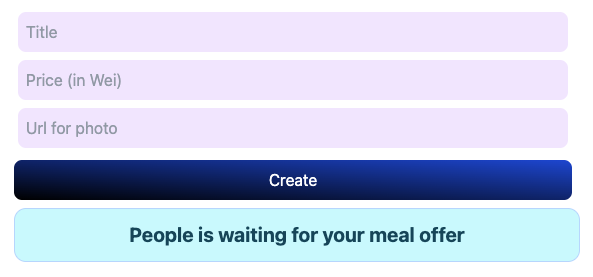 Title
Price (in Wei)
Url for photo
Create
People is waiting for your meal offer